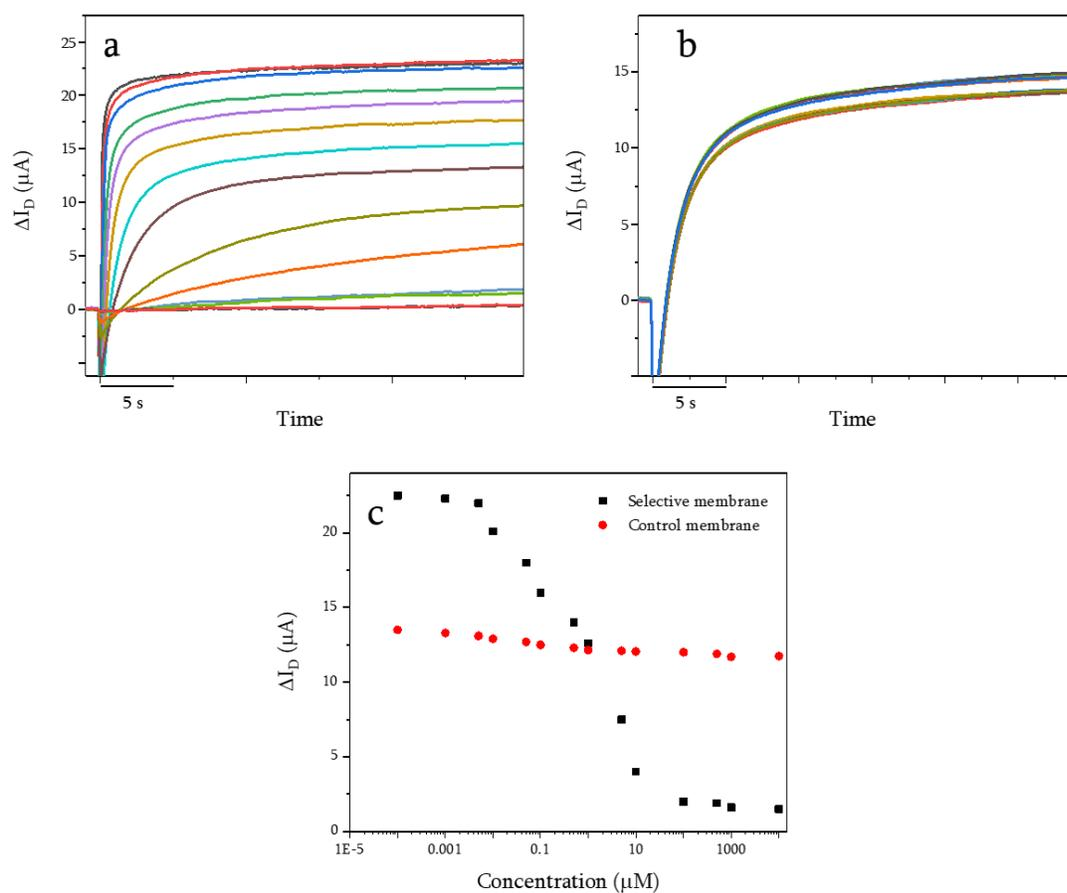 a
25
20
15
10
5
0
ΔI_D (µA)
5 s
Time
b
15
10
5
0
ΔI_D (µA)
5 s
Time
c
Selective membrane
Control membrane
20
15
10
5
0
ΔI_D (µA)
1E-5 0.001 0.1 10 1000
Concentration (µM)